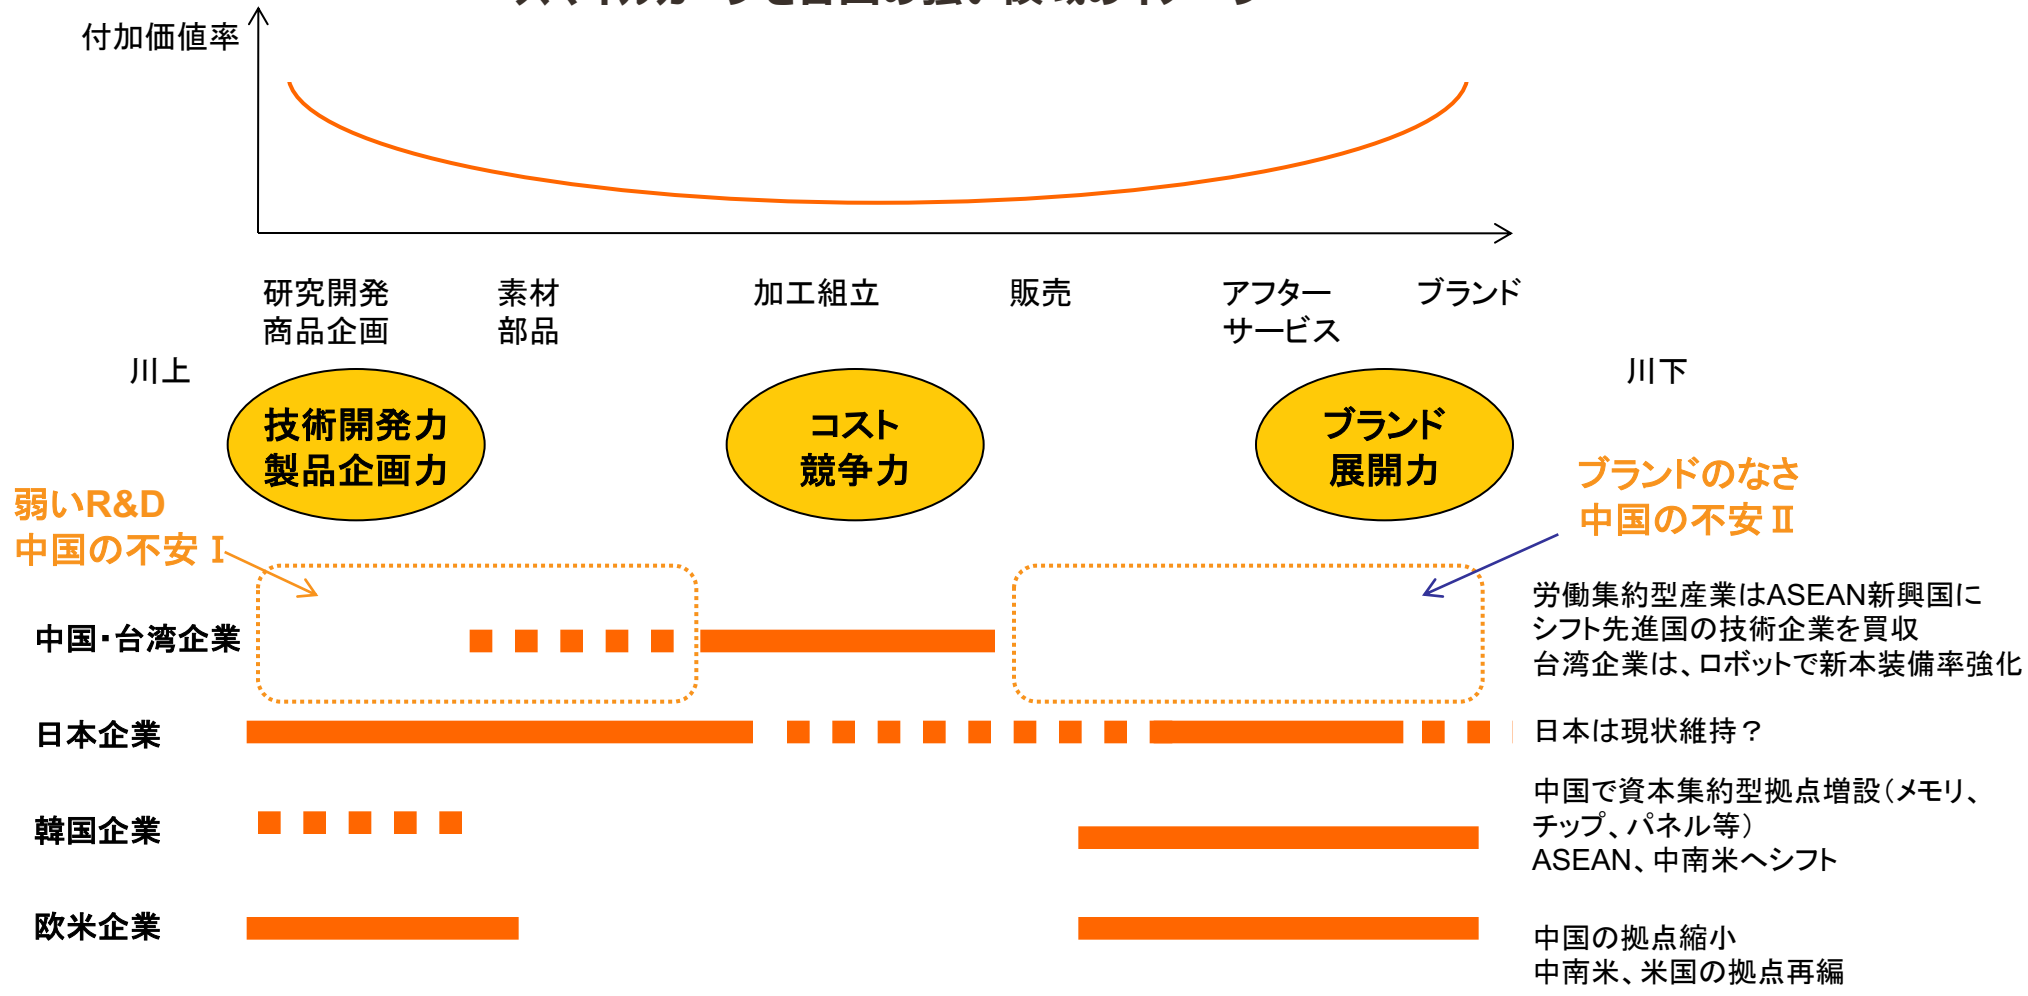 付加価値率
研究開発
商品企画
素材
部品
加工組立
販売
アフター
サービス
ブランド
川上
川下
技術開発力
製品企画力
コスト
競争力
ブランド
展開力
弱いR&D
中国の不安Ⅰ
ブランドのなさ
中国の不安Ⅱ
中国・台湾企業
労働集約型産業はASEAN新興国に
シフト先進国の技術企業を買収
台湾企業は、ロボットで新本装備率強化
日本企業
日本は現状維持？
韓国企業
中国で資本集約型拠点増設（メモリ、
チップ、パネル等）
ASEAN、中南米へシフト
欧米企業
中国の拠点縮小
中南米、米国の拠点再編